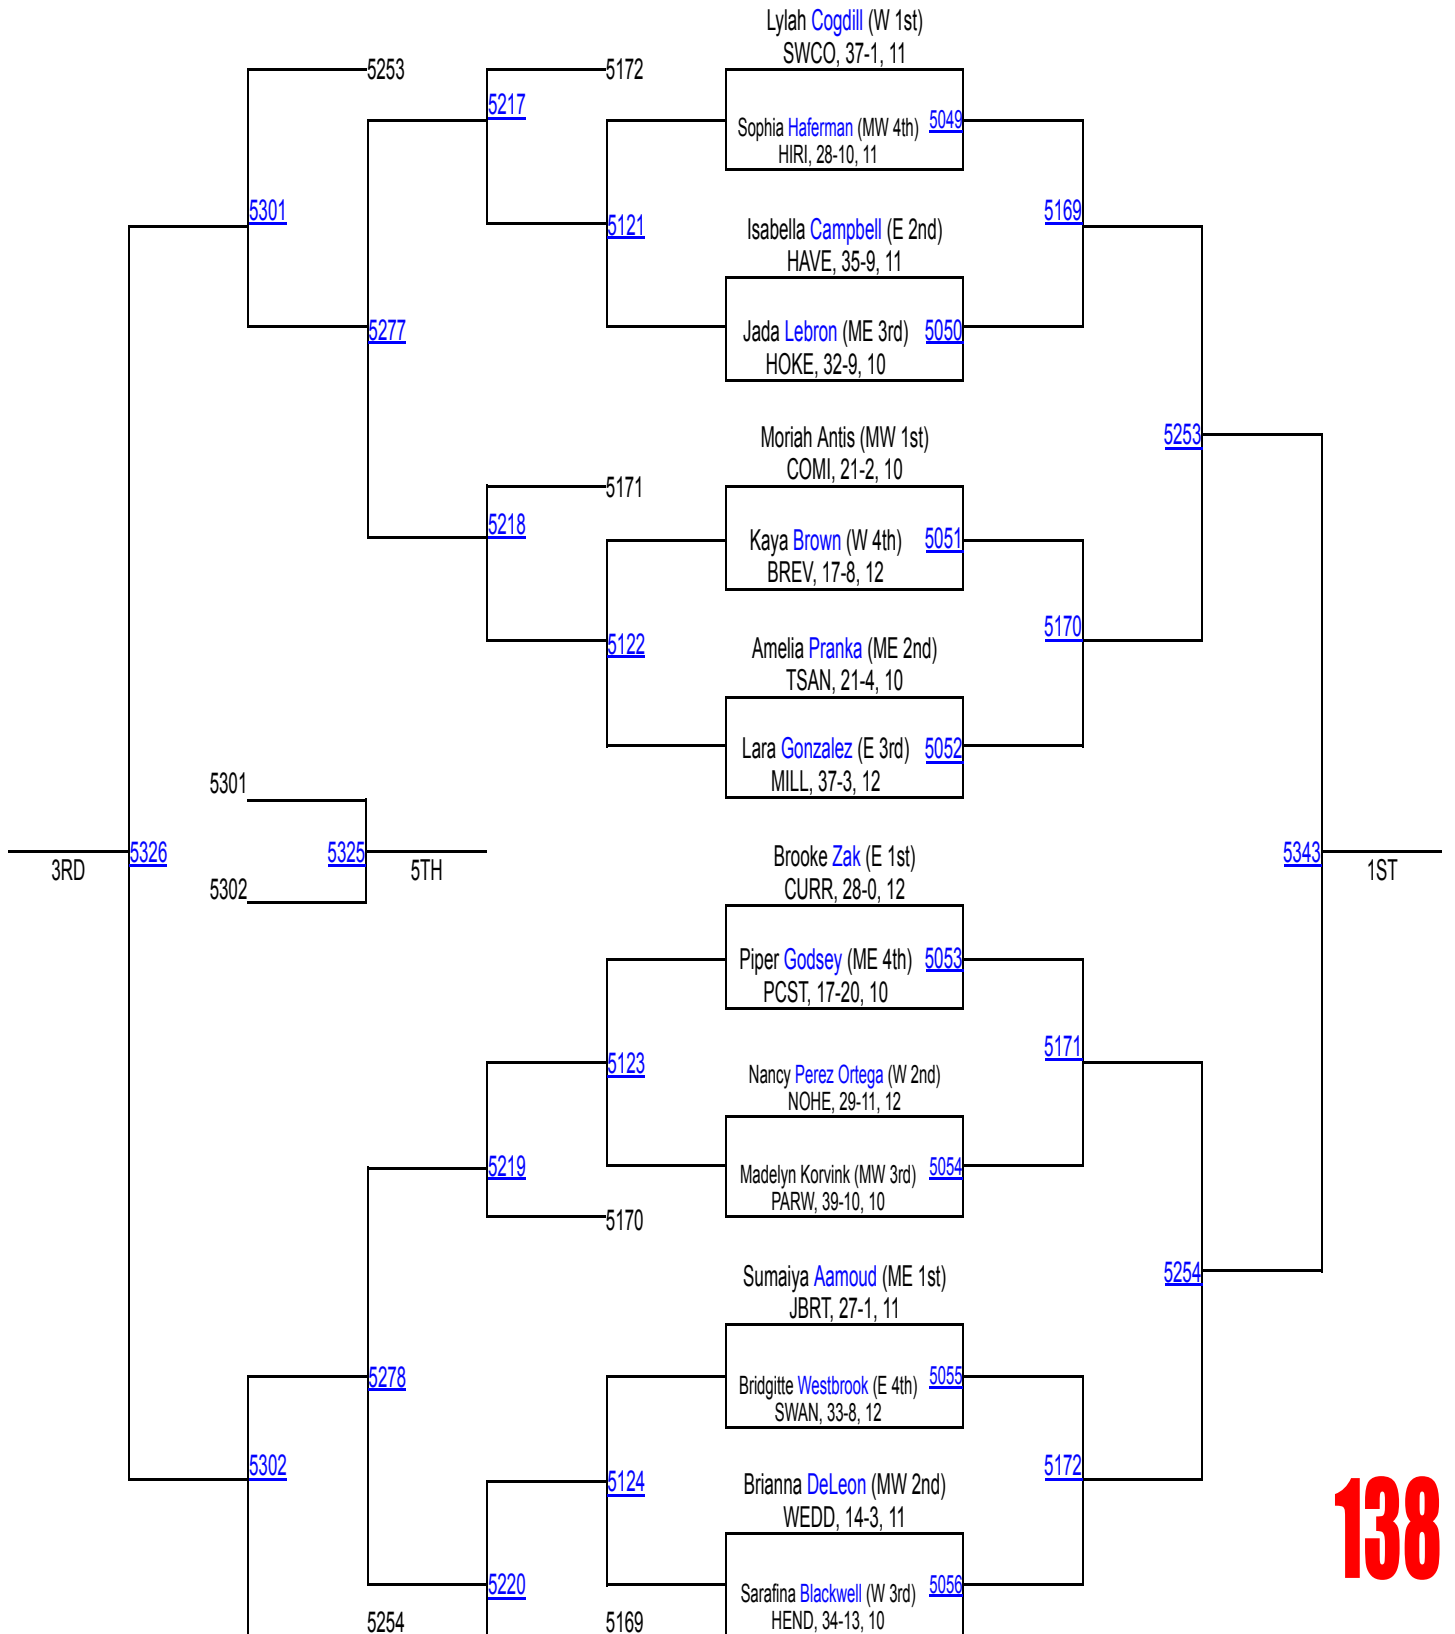 Lylah Cogdill (W 1st)
SWCO, 37-1, 11
5253
5172
5217
Sophia Haferman (MW 4th)
5049
HIRI, 28-10, 11
5301
5121
Isabella Campbell (E 2nd)
5169
HAVE, 35-9, 11
5277
Jada Lebron (ME 3rd)
5050
HOKE, 32-9, 10
Moriah Antis (MW 1st)
5253
COMI, 21-2, 10
5171
5218
Kaya Brown (W 4th)
5051
BREV, 17-8, 12
5122
Amelia Pranka (ME 2nd)
5170
TSAN, 21-4, 10
Lara Gonzalez (E 3rd)
5052
MILL, 37-3, 12
5301
3RD
5326
5325
5TH
5302
Brooke Zak (E 1st)
5343
1ST
CURR, 28-0, 12
Piper Godsey (ME 4th)
5053
PCST, 17-20, 10
5123
5171
Nancy Perez Ortega (W 2nd)
NOHE, 29-11, 12
5219
Madelyn Korvink (MW 3rd)
5054
PARW, 39-10, 10
5170
Sumaiya Aamoud (ME 1st)
5254
JBRT, 27-1, 11
5278
Bridgitte Westbrook (E 4th)
5055
SWAN, 33-8, 12
5302
5124
Brianna DeLeon (MW 2nd)
5172
WEDD, 14-3, 11
138
5220
Sarafina Blackwell (W 3rd)
5056
HEND, 34-13, 10
5254
5169